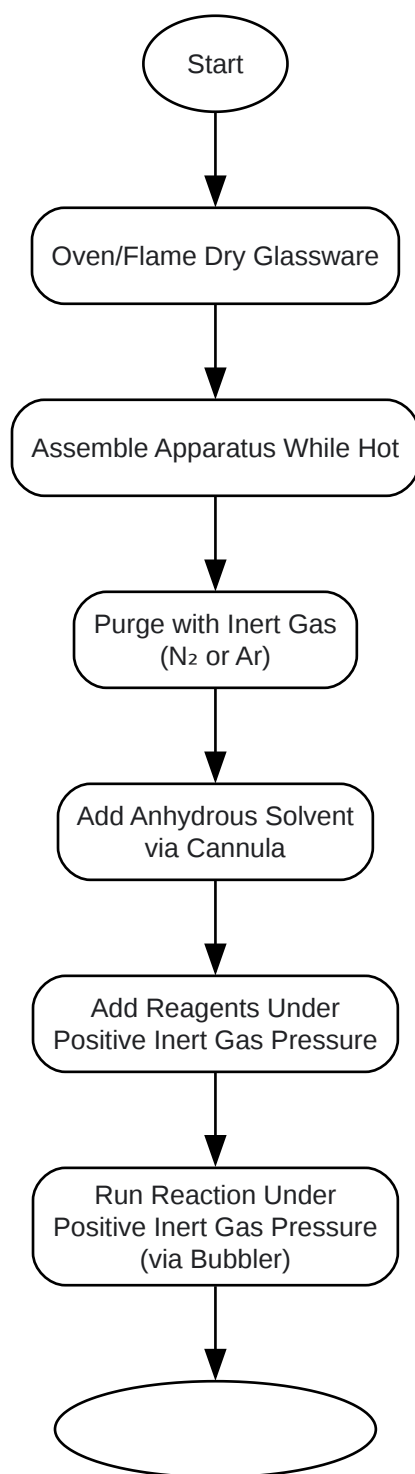 Start
Oven/Flame Dry Glassware
Assemble Apparatus While Hot
Purge with Inert Gas
(N₂ or Ar)
Add Anhydrous Solvent
via Cannula
Add Reagents Under
Positive Inert Gas Pressure
Run Reaction Under
Positive Inert Gas Pressure
(via Bubbler)